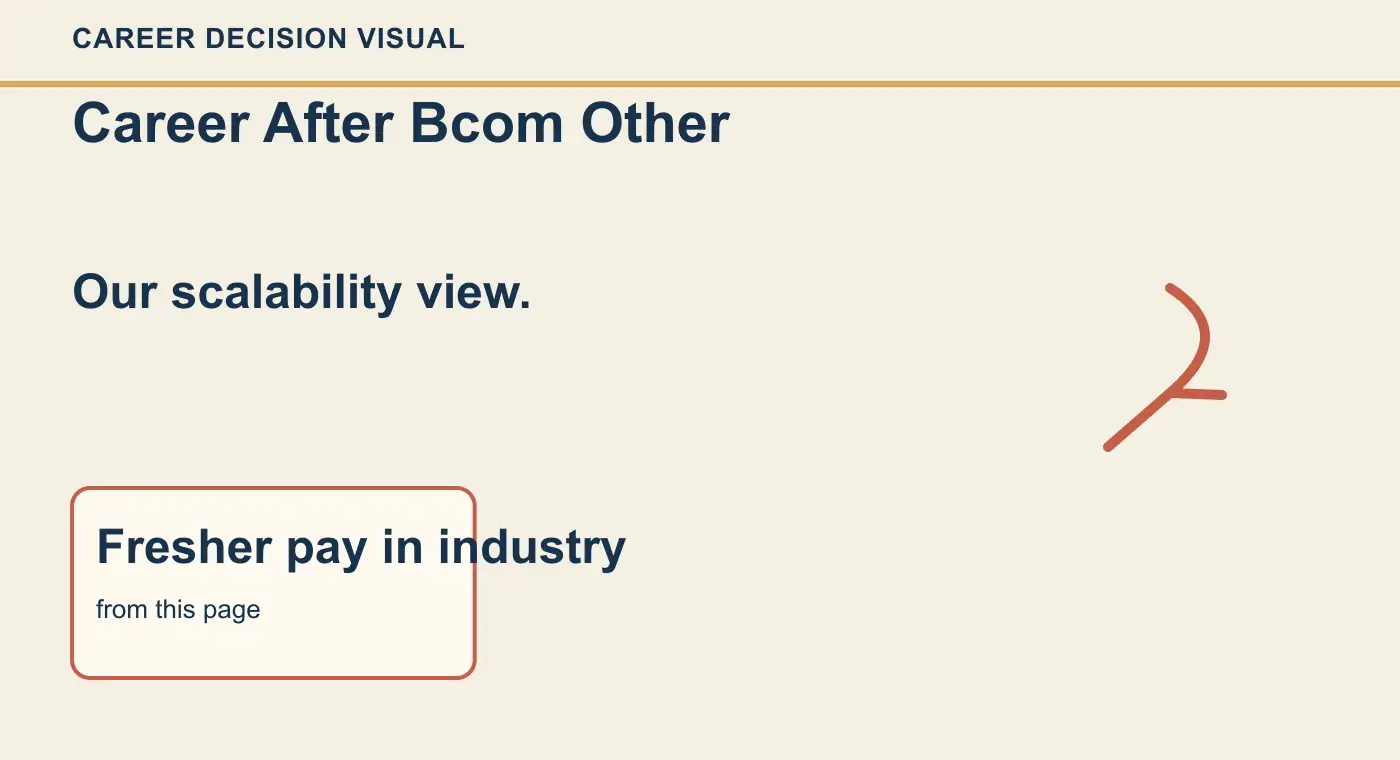 CAREER DECISION VISUAL
Career After Bcom Other
Our scalability view.
Fresher pay in industry
from this page